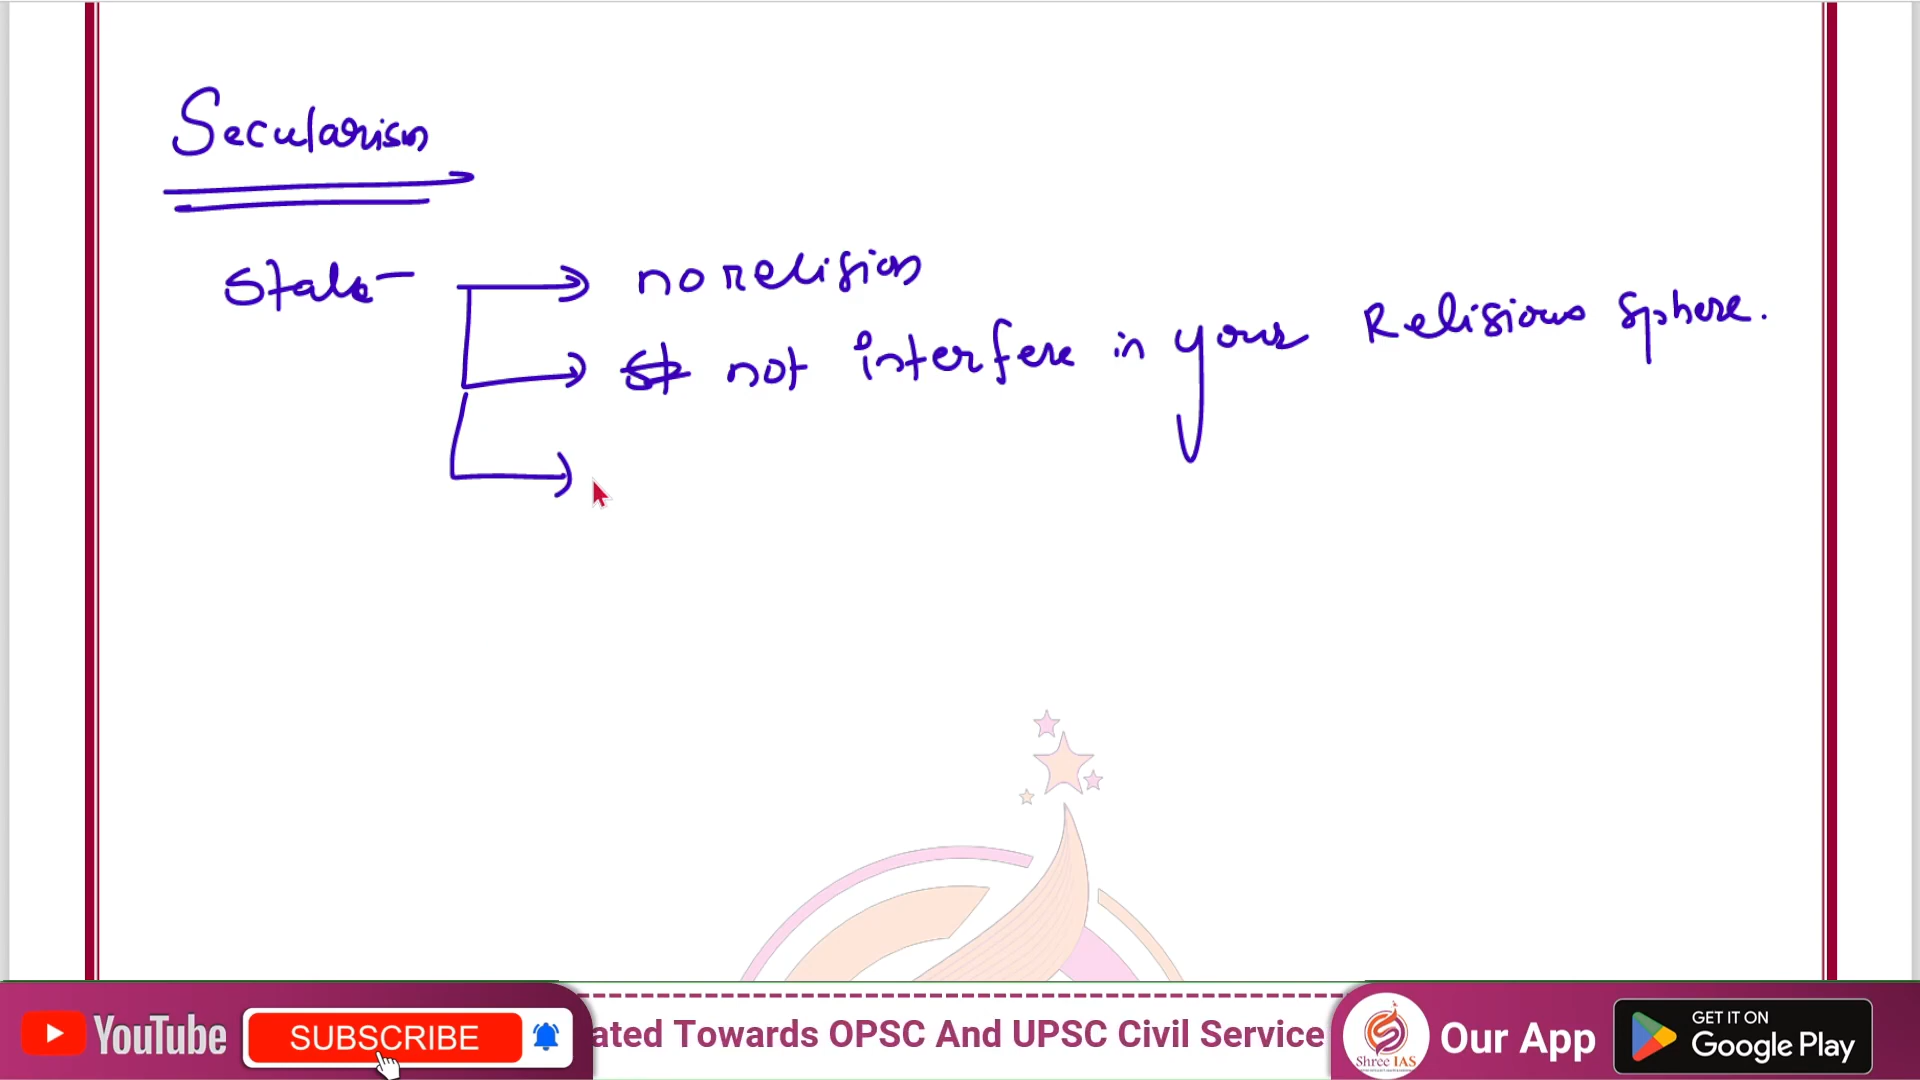 Secularism
State - → no religion
→ not interfere in your Religious sphere.
→
YouTube SUBSCRIBE ated Towards OPSC And UPSC Civil Service Shree IAS Our App GET IT ON Google Play